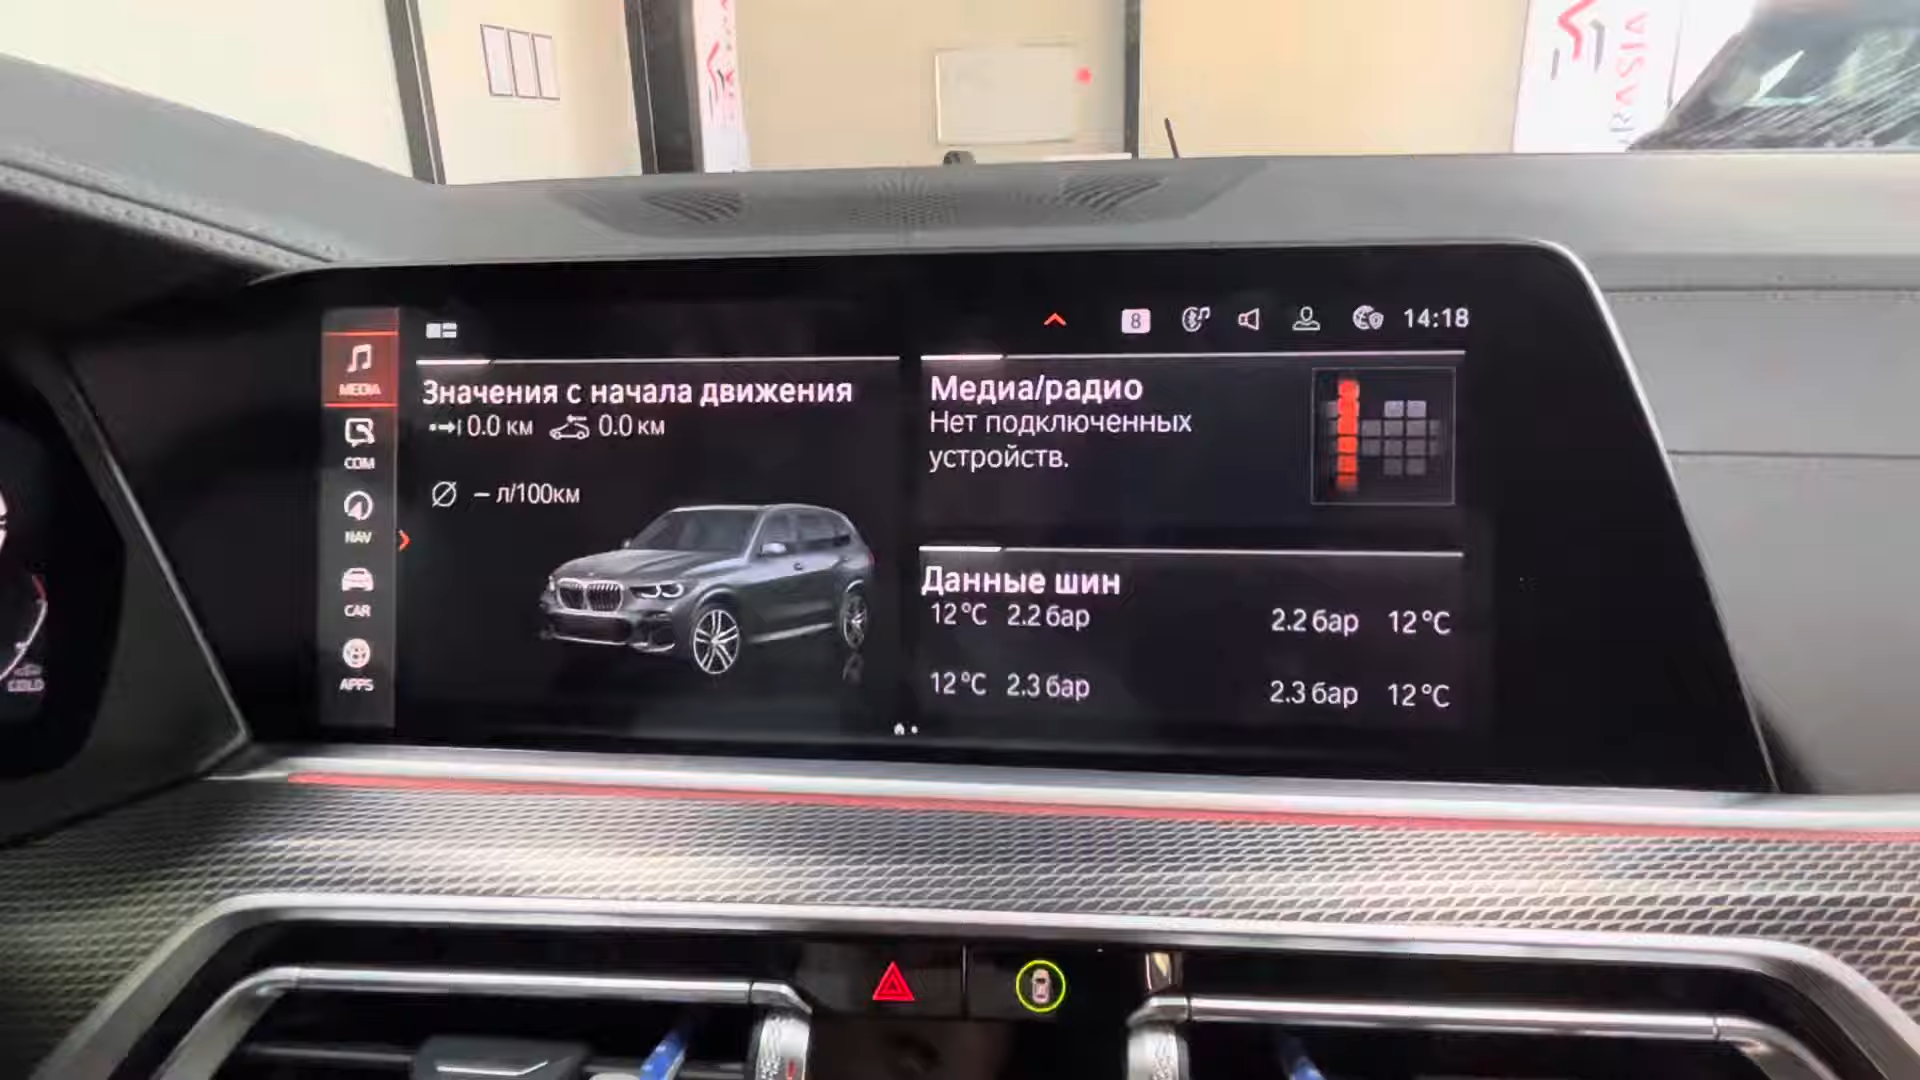 RASIA
8
14:18
MEDIA
COM
NAV
CAR
APPS
Значения с начала движения
0.0 км 0.0 км
– л/100км
Медиа/радио
Нет подключенных
устройств.
Данные шин
12°C 2.2 бар 2.2 бар 12°C
12°C 2.3 бар 2.3 бар 12°C